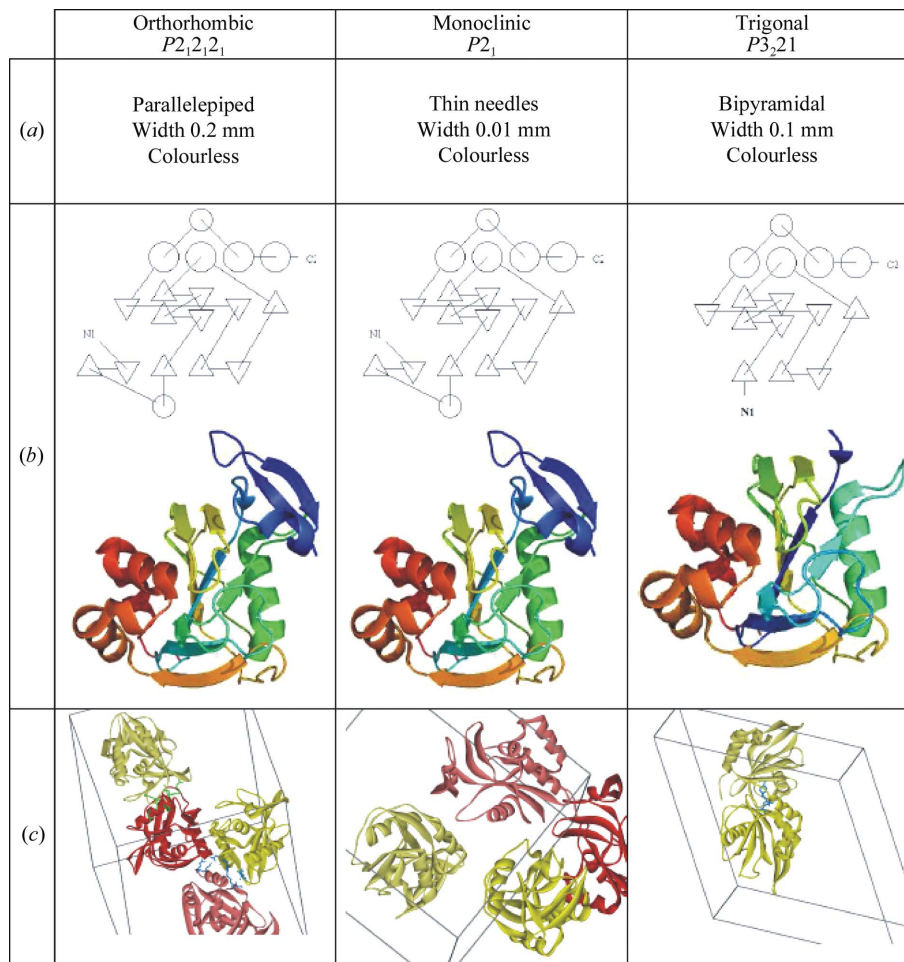 Orthorhombic
P2₁2₁2₁
Monoclinic
P2₁
Trigonal
P3₂21
(a)
Parallelepiped
Width 0.2 mm
Colourless
Thin needles
Width 0.01 mm
Colourless
Bipyramidal
Width 0.1 mm
Colourless
(b)
C2
N1
C2
N1
C2
N1
(c)